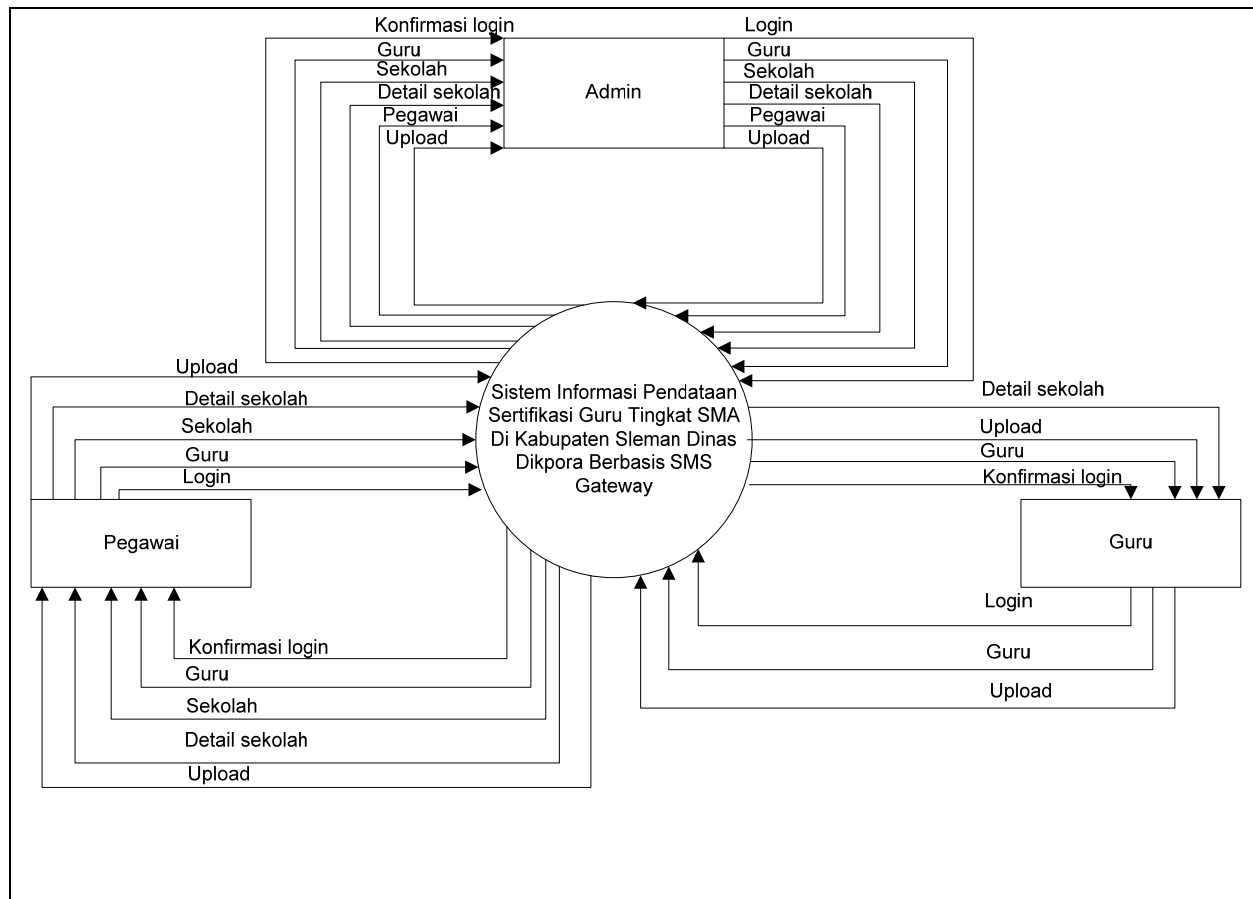 Konfirmasi login
Guru
Sekolah
Detail sekolah
Pegawai
Upload
Admin
Login
Guru
Sekolah
Detail sekolah
Pegawai
Upload
Upload
Detail sekolah
Sekolah
Guru
Login
Pegawai
Sistem Informasi Pendataan
Sertifikasi Guru Tingkat SMA
Di Kabupaten Sleman Dinas
Dikpora Berbasis SMS
Gateway
Detail sekolah
Upload
Guru
Konfirmasi login
Guru
Konfirmasi login
Guru
Sekolah
Detail sekolah
Upload
Login
Guru
Upload